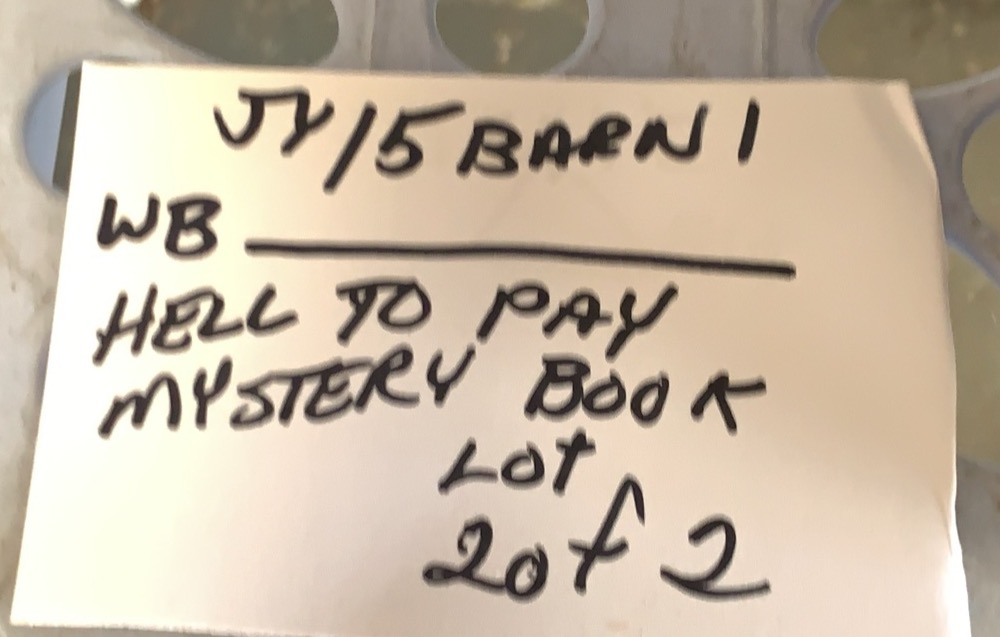 JY/5 BARN 1
WB
HELL TO PAY
MYSTERY BOOK
LOT
2 of 2